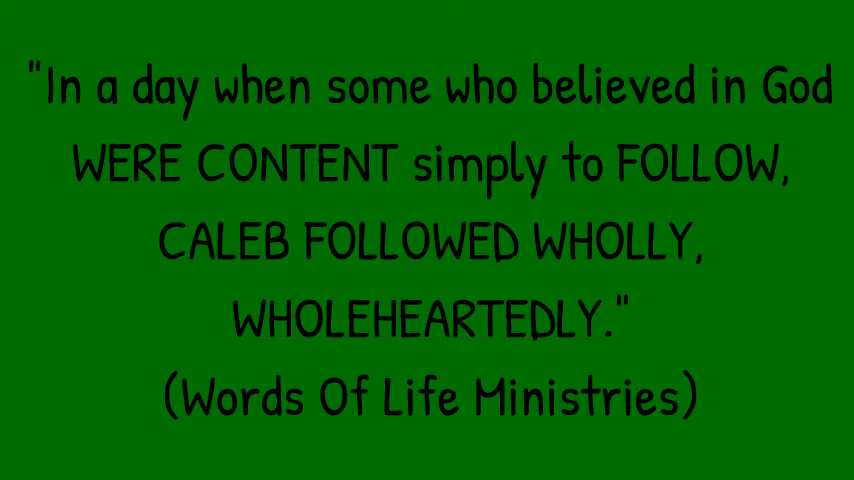 "In a day when some who believed in God
WERE CONTENT simply to FOLLOW,
CALEB FOLLOWED WHOLLY,
WHOLEHEARTEDLY."
(Words Of Life Ministries)